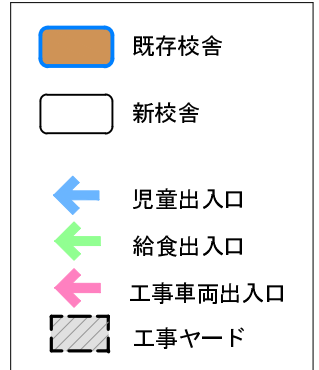 既存校舎
新校舎
児童出入口
給食出入口
工事車両出入口
工事ヤード